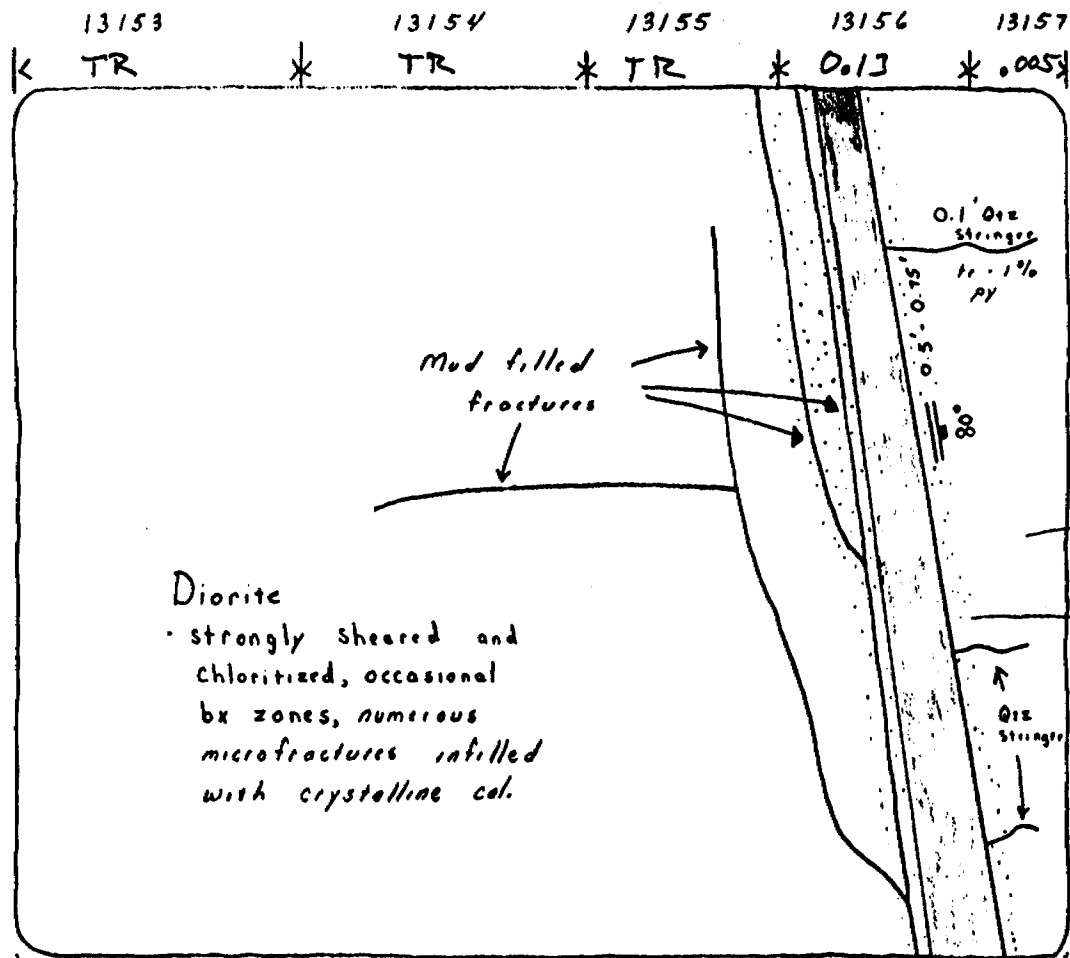 13153 13154 13155 13156 13157
TR TR TR 0.13 .005
0.1' Qtz
Stringer
tr - 1%
py
0.5' - 0.75'
80°
Mud filled
fractures
Diorite
· strongly sheared and
chloritized, occasional
bx zones, numerous
microfractures infilled
with crystalline cal.
Qtz
Stringer